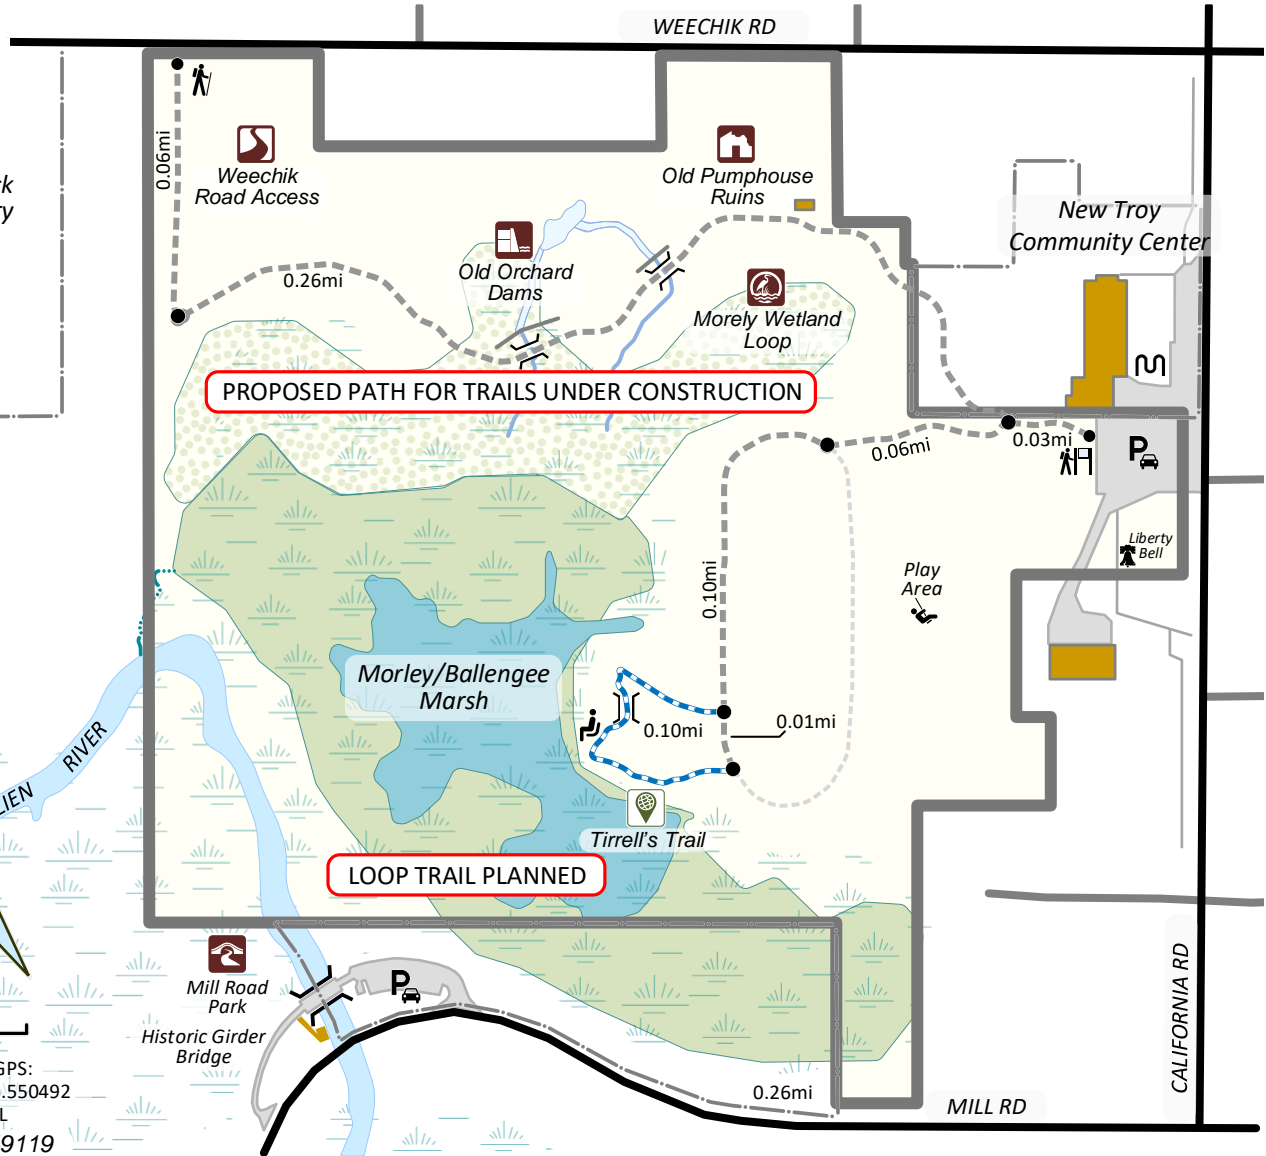 WEECHIK RD
0.06mi
Weechik
Road Access
Old Pumphouse
Ruins
New Troy
Community Center
Old Orchard
Dams
0.26mi
Morely Wetland
Loop
PROPOSED PATH FOR TRAILS UNDER CONSTRUCTION
0.06mi
0.03mi
P
Liberty
Bell
Play
Area
0.10mi
Morley/Ballengee
Marsh
0.10mi
0.01mi
RIVER
Tirrell's Trail
LOOP TRAIL PLANNED
Mill Road
Park
P
Historic Girder
Bridge
CALIFORNIA RD
GPS:
.550492
0.26mi
MILL RD
9119